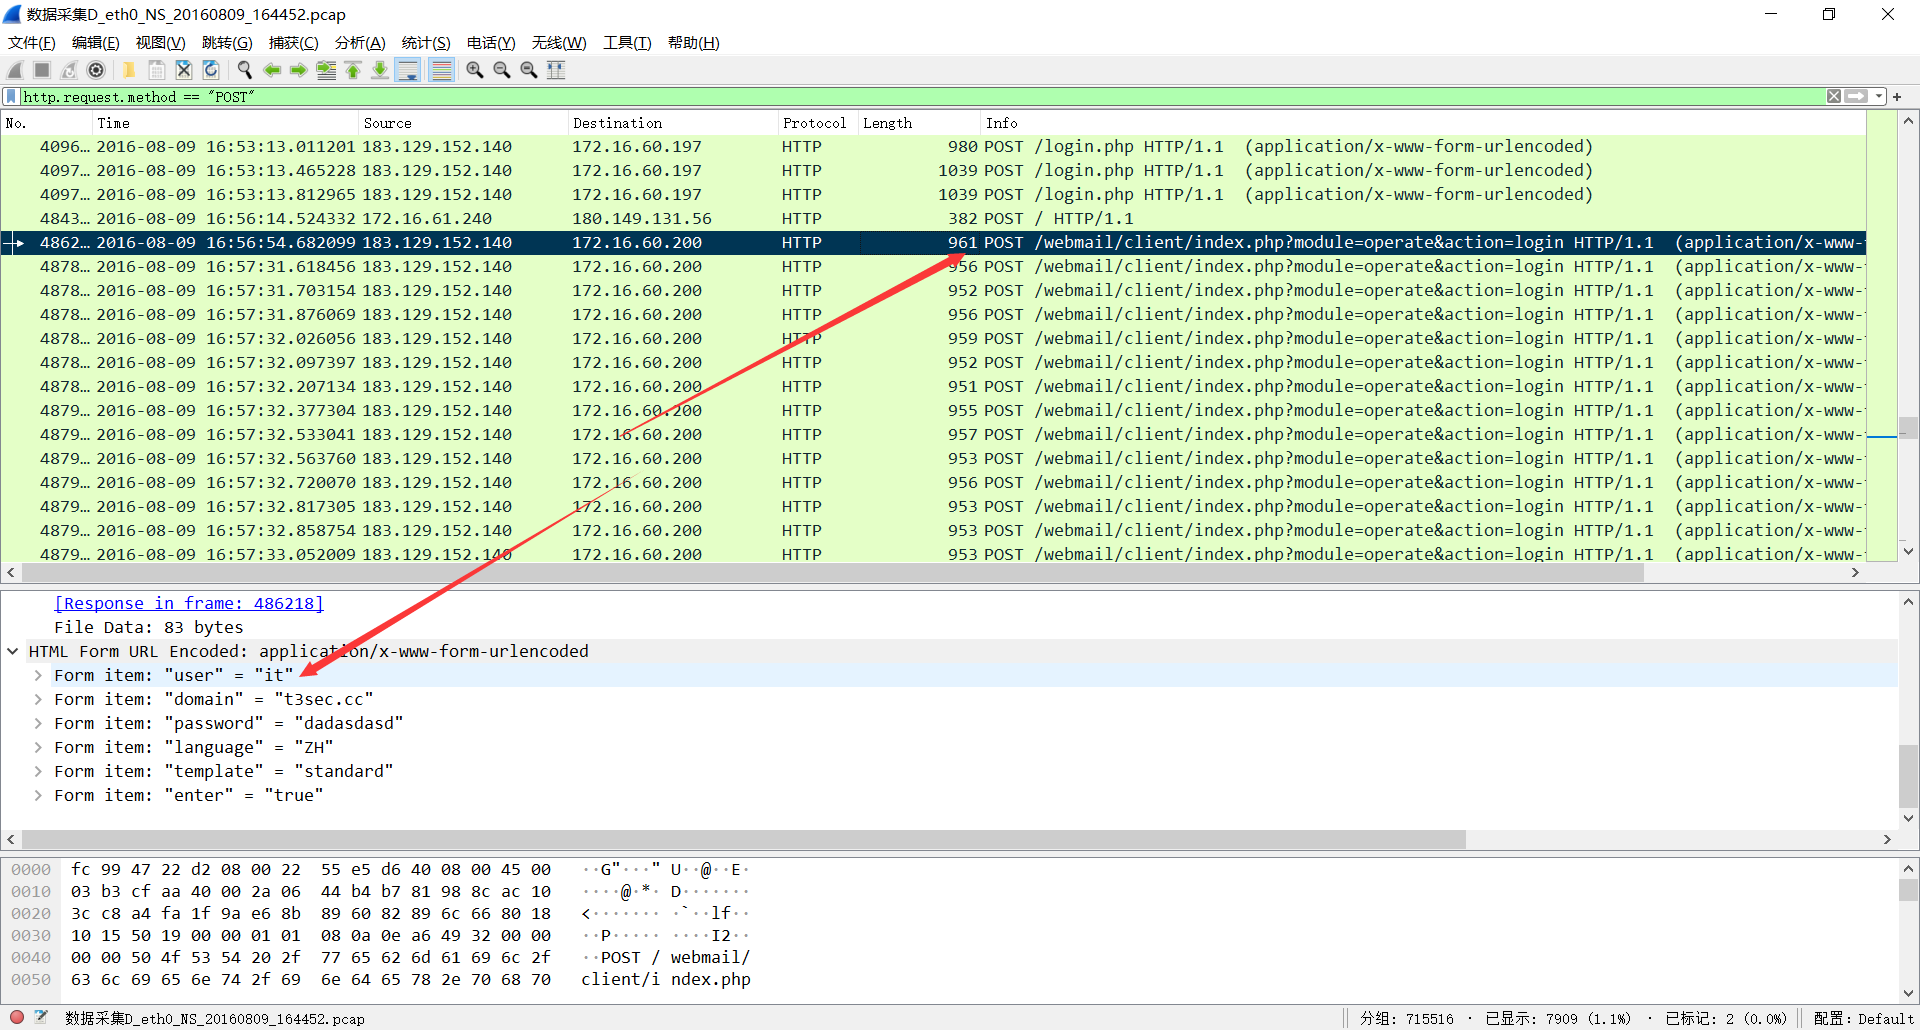 数据采集D_eth0_NS_20160809_164452.pcap
文件(F) 编辑(E) 视图(V) 跳转(G) 捕获(C) 分析(A) 统计(S) 电话(Y) 无线(W) 工具(T) 帮助(H)
http.request.method == "POST"
No. Time Source Destination Protocol Length Info
4096… 2016-08-09 16:53:13.011201 183.129.152.140 172.16.60.197 HTTP 980 POST /login.php HTTP/1.1 (application/x-www-form-urlencoded)
4097… 2016-08-09 16:53:13.465228 183.129.152.140 172.16.60.197 HTTP 1039 POST /login.php HTTP/1.1 (application/x-www-form-urlencoded)
4097… 2016-08-09 16:53:13.812965 183.129.152.140 172.16.60.197 HTTP 1039 POST /login.php HTTP/1.1 (application/x-www-form-urlencoded)
4843… 2016-08-09 16:56:14.524332 172.16.61.240 180.149.131.56 HTTP 382 POST / HTTP/1.1
4862… 2016-08-09 16:56:54.682099 183.129.152.140 172.16.60.200 HTTP 961 POST /webmail/client/index.php?module=operate&action=login HTTP/1.1 (application/x-www-
4878… 2016-08-09 16:57:31.618456 183.129.152.140 172.16.60.200 HTTP 956 POST /webmail/client/index.php?module=operate&action=login HTTP/1.1 (application/x-www-
4878… 2016-08-09 16:57:31.703154 183.129.152.140 172.16.60.200 HTTP 952 POST /webmail/client/index.php?module=operate&action=login HTTP/1.1 (application/x-www-
4878… 2016-08-09 16:57:31.876069 183.129.152.140 172.16.60.200 HTTP 956 POST /webmail/client/index.php?module=operate&action=login HTTP/1.1 (application/x-www-
4878… 2016-08-09 16:57:32.026056 183.129.152.140 172.16.60.200 HTTP 959 POST /webmail/client/index.php?module=operate&action=login HTTP/1.1 (application/x-www-
4878… 2016-08-09 16:57:32.097397 183.129.152.140 172.16.60.200 HTTP 952 POST /webmail/client/index.php?module=operate&action=login HTTP/1.1 (application/x-www-
4878… 2016-08-09 16:57:32.207134 183.129.152.140 172.16.60.200 HTTP 951 POST /webmail/client/index.php?module=operate&action=login HTTP/1.1 (application/x-www-
4879… 2016-08-09 16:57:32.377304 183.129.152.140 172.16.60.200 HTTP 955 POST /webmail/client/index.php?module=operate&action=login HTTP/1.1 (application/x-www-
4879… 2016-08-09 16:57:32.533041 183.129.152.140 172.16.60.200 HTTP 957 POST /webmail/client/index.php?module=operate&action=login HTTP/1.1 (application/x-www-
4879… 2016-08-09 16:57:32.563760 183.129.152.140 172.16.60.200 HTTP 953 POST /webmail/client/index.php?module=operate&action=login HTTP/1.1 (application/x-www-
4879… 2016-08-09 16:57:32.720070 183.129.152.140 172.16.60.200 HTTP 956 POST /webmail/client/index.php?module=operate&action=login HTTP/1.1 (application/x-www-
4879… 2016-08-09 16:57:32.817305 183.129.152.140 172.16.60.200 HTTP 953 POST /webmail/client/index.php?module=operate&action=login HTTP/1.1 (application/x-www-
4879… 2016-08-09 16:57:32.858754 183.129.152.140 172.16.60.200 HTTP 953 POST /webmail/client/index.php?module=operate&action=login HTTP/1.1 (application/x-www-
4879… 2016-08-09 16:57:33.052009 183.129.152.140 172.16.60.200 HTTP 953 POST /webmail/client/index.php?module=operate&action=login HTTP/1.1 (application/x-www-
[Response in frame: 486218]
File Data: 83 bytes
HTML Form URL Encoded: application/x-www-form-urlencoded
Form item: "user" = "it"
Form item: "domain" = "t3sec.cc"
Form item: "password" = "dadasdasd"
Form item: "language" = "ZH"
Form item: "template" = "standard"
Form item: "enter" = "true"
0000 fc 99 47 22 d2 08 00 22 55 e5 d6 40 08 00 45 00 ··G"···" U··@··E·
0010 03 b3 cf aa 40 00 2a 06 44 b4 b7 81 98 8c ac 10 ····@·*· D·······
0020 3c c8 a4 fa 1f 9a e6 8b 89 60 82 89 6c 66 80 18 <······· ·`··lf··
0030 10 15 50 19 00 00 01 01 08 0a 0e a6 49 32 00 00 ··P····· ····I2··
0040 00 00 50 4f 53 54 20 2f 77 65 62 6d 61 69 6c 2f ··POST / webmail/
0050 63 6c 69 65 6e 74 2f 69 6e 64 65 78 2e 70 68 70 client/i ndex.php
数据采集D_eth0_NS_20160809_164452.pcap 分组: 715516 · 已显示: 7909 (1.1%) · 已标记: 2 (0.0%) 配置: Default